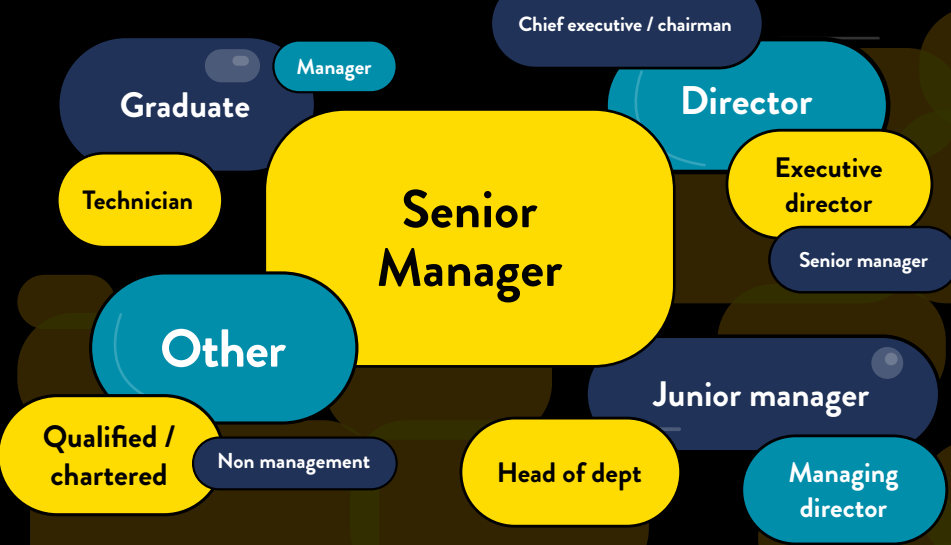 Chief executive / chairman
Manager
Graduate
Director
Technician
Executive
director
Senior
Manager
Senior manager
Other
Junior manager
Qualified /
chartered
Non management
Head of dept
Managing
director